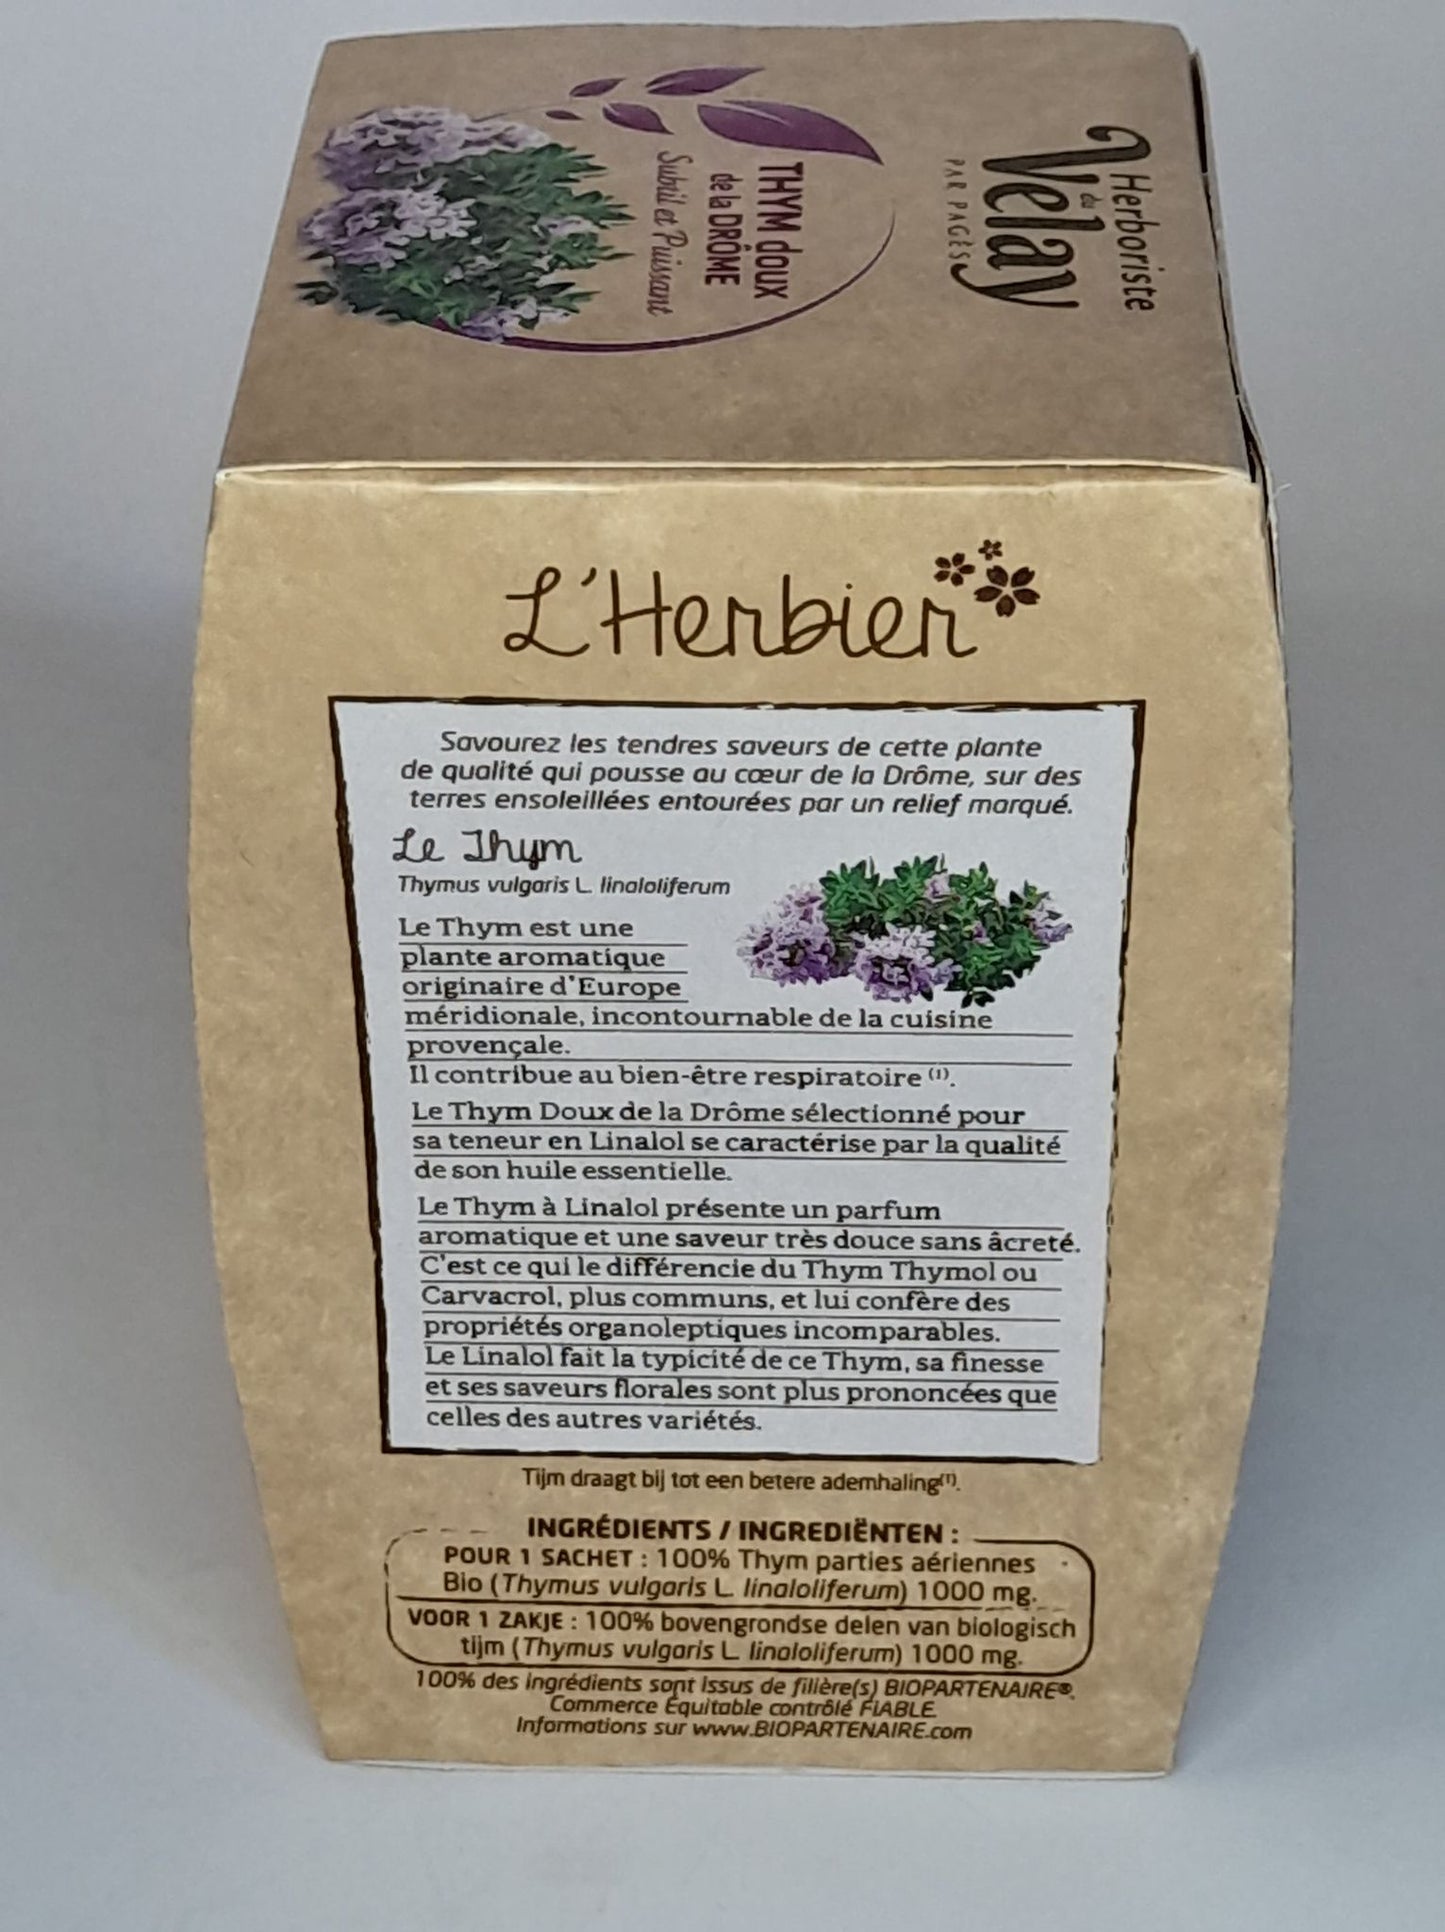 Herboriste
du
Velay
PAR PAGÈS
THYM doux
de la DRÔME
Subtil et Puissant
L'Herbier
Savourez les tendres saveurs de cette plante
de qualité qui pousse au cœur de la Drôme, sur des
terres ensoleillées entourées par un relief marqué.
Le Thym
Thymus vulgaris L. linaloliferum
Le Thym est une
plante aromatique
originaire d'Europe
méridionale, incontournable de la cuisine
provençale.
Il contribue au bien-être respiratoire (1).
Le Thym Doux de la Drôme sélectionné pour
sa teneur en Linalol se caractérise par la qualité
de son huile essentielle.
Le Thym à Linalol présente un parfum
aromatique et une saveur très douce sans âcreté.
C'est ce qui le différencie du Thym Thymol ou
Carvacrol, plus communs, et lui confère des
propriétés organoleptiques incomparables.
Le Linalol fait la typicité de ce Thym, sa finesse
et ses saveurs florales sont plus prononcées que
celles des autres variétés.
Tijm draagt bij tot een betere ademhaling(1).
INGRÉDIENTS / INGREDIËNTEN :
POUR 1 SACHET : 100% Thym parties aériennes
Bio (Thymus vulgaris L. linaloliferum) 1000 mg.
VOOR 1 ZAKJE : 100% bovengrondse delen van biologisch
tijm (Thymus vulgaris L. linaloliferum) 1000 mg.
100% des ingrédients sont issus de filière(s) BIOPARTENAIRE®.
Commerce Équitable contrôlé FiABLE.
Informations sur www.BIOPARTENAIRE.com